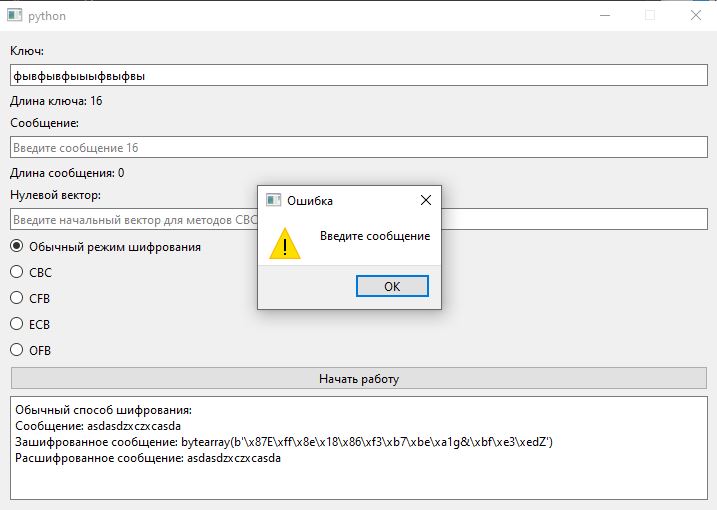 python
Ключ:
фывфывфыыыфвыфвы
Длина ключа: 16
Сообщение:
Введите сообщение 16
Длина сообщения: 0
Нулевой вектор:
Введите начальный вектор для методов CBC
Ошибка
Введите сообщение
OK
Обычный режим шифрования
CBC
CFB
ECB
OFB
Начать работу
Обычный способ шифрования:
Сообщение: asdasdzxczxcasda
Зашифрованное сообщение: bytearray(b'\x87E\xff\x8e\x18\x86\xf3\xb7\xbe\xa1g&\xbf\xe3\xedZ')
Расшифрованное сообщение: asdasdzxczxcasda